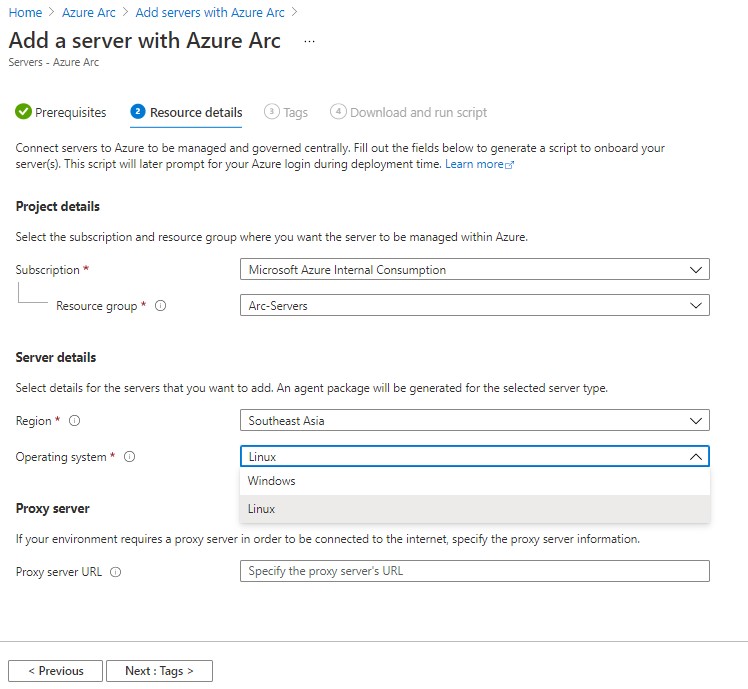 Home > Azure Arc > Add servers with Azure Arc >
Add a server with Azure Arc ...
Servers - Azure Arc
Prerequisites 2 Resource details 3 Tags 4 Download and run script
Connect servers to Azure to be managed and governed centrally. Fill out the fields below to generate a script to onboard your
server(s). This script will later prompt for your Azure login during deployment time. Learn more
Project details
Select the subscription and resource group where you want the server to be managed within Azure.
Subscription * Microsoft Azure Internal Consumption
Resource group * Arc-Servers
Server details
Select details for the servers that you want to add. An agent package will be generated for the selected server type.
Region * Southeast Asia
Operating system * Linux
Windows
Linux
Proxy server
If your environment requires a proxy server in order to be connected to the internet, specify the proxy server information.
Proxy server URL Specify the proxy server's URL
< Previous Next : Tags >